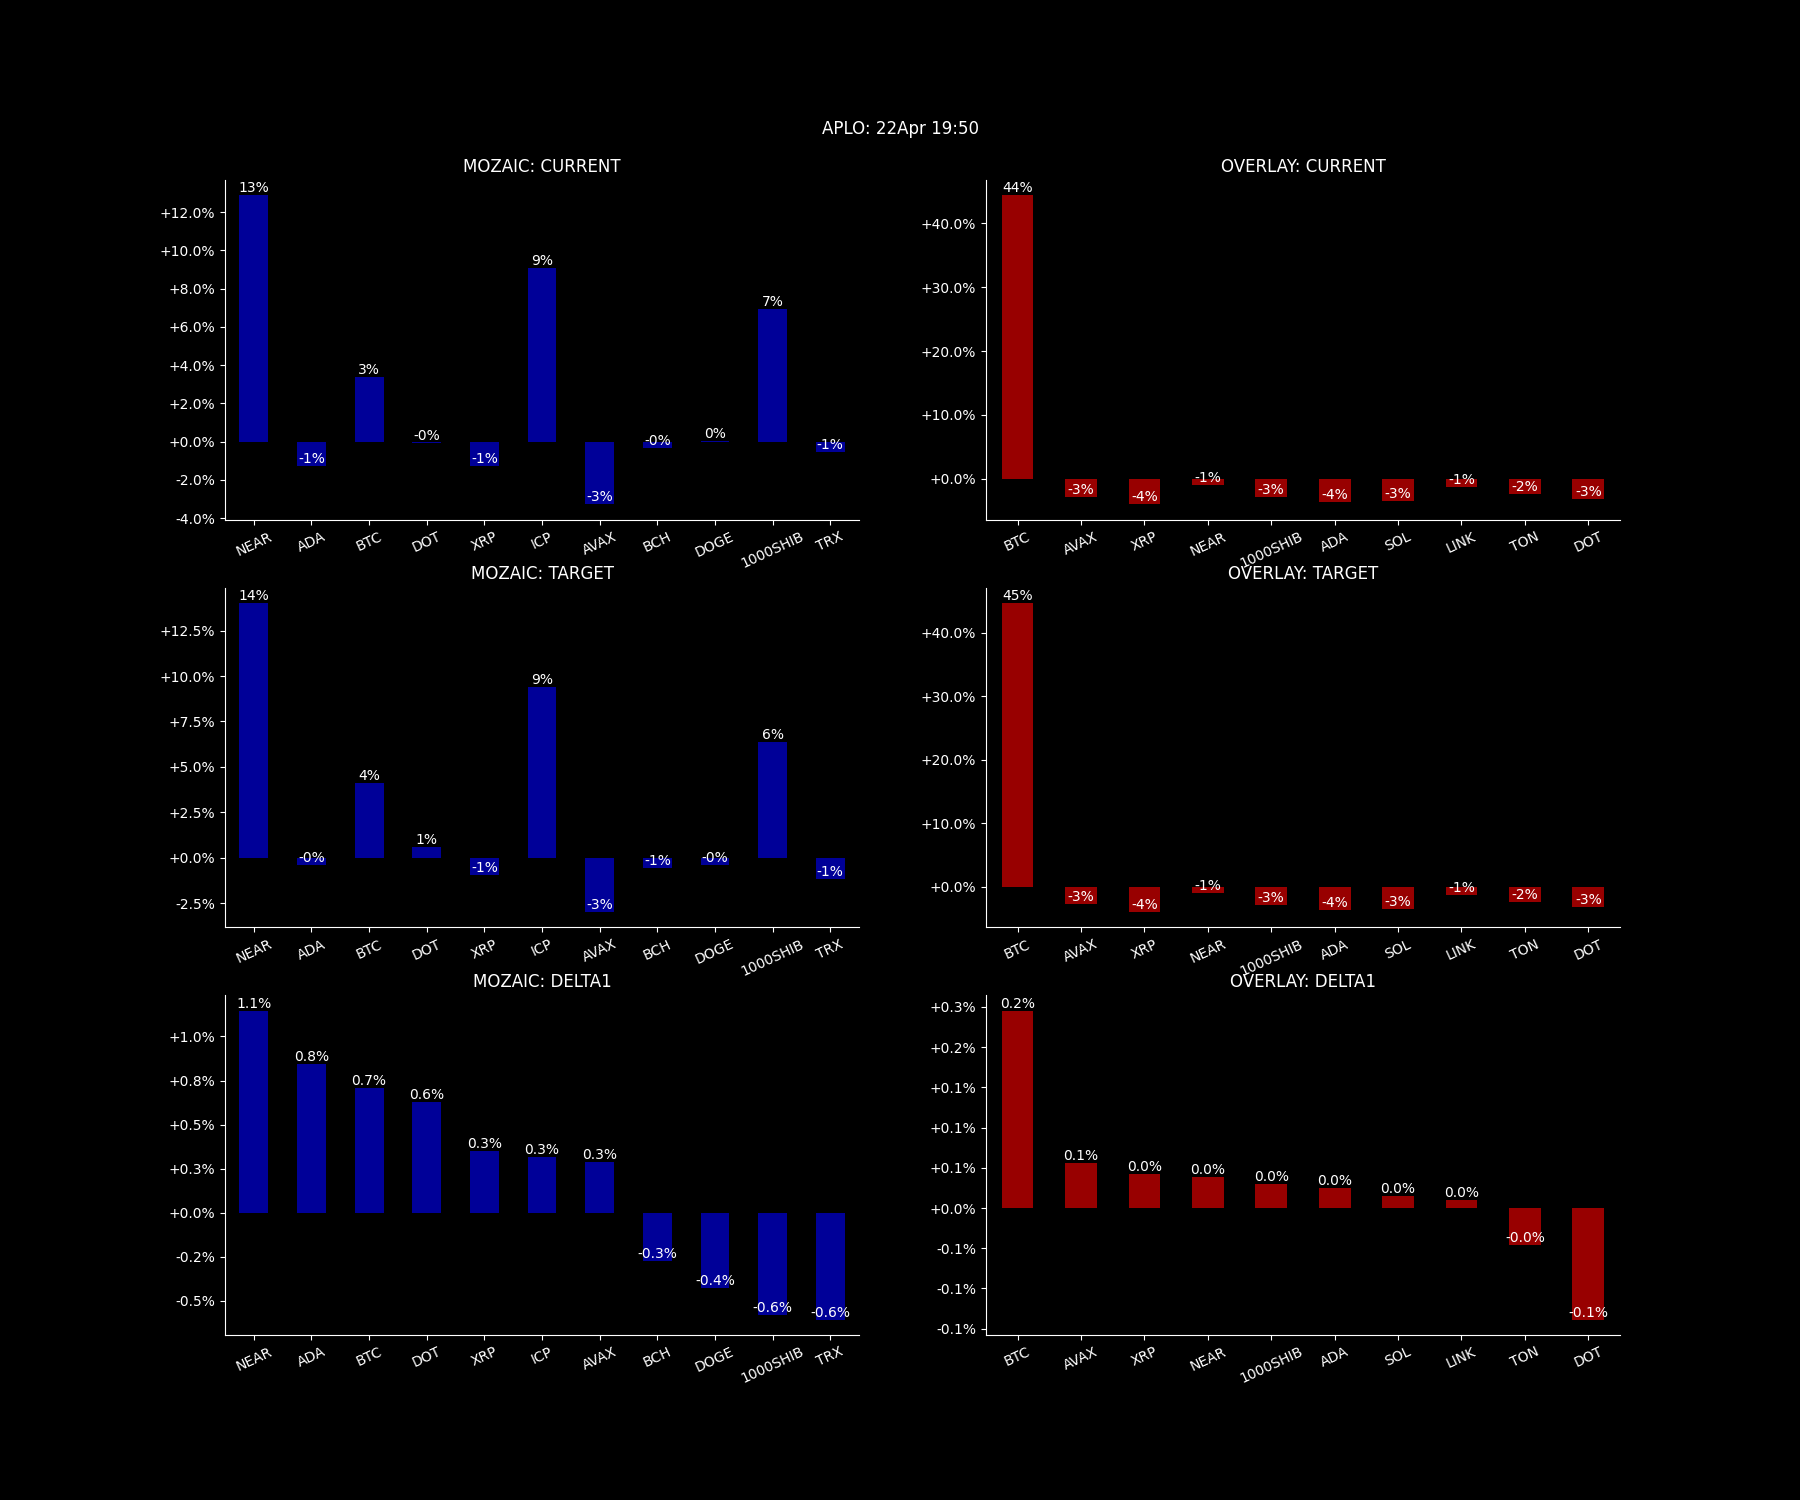 APLO: 22Apr 19:50
MOZAIC: CURRENT
+12.0%
+10.0%
+8.0%
+6.0%
+4.0%
+2.0%
+0.0%
-2.0%
-4.0%
13% -1% 3% -0% -1% 9% -3% -0% 0% 7% -1%
NEAR ADA BTC DOT XRP ICP AVAX BCH DOGE 1000SHIB TRX
OVERLAY: CURRENT
+40.0%
+30.0%
+20.0%
+10.0%
+0.0%
44% -3% -4% -1% -3% -4% -3% -1% -2% -3%
BTC AVAX XRP NEAR 1000SHIB ADA SOL LINK TON DOT
MOZAIC: TARGET
+12.5%
+10.0%
+7.5%
+5.0%
+2.5%
+0.0%
-2.5%
14% -0% 4% 1% -1% 9% -3% -1% -0% 6% -1%
NEAR ADA BTC DOT XRP ICP AVAX BCH DOGE 1000SHIB TRX
OVERLAY: TARGET
+40.0%
+30.0%
+20.0%
+10.0%
+0.0%
45% -3% -4% -1% -3% -4% -3% -1% -2% -3%
BTC AVAX XRP NEAR 1000SHIB ADA SOL LINK TON DOT
MOZAIC: DELTA1
+1.0%
+0.8%
+0.5%
+0.3%
+0.0%
-0.2%
-0.5%
1.1% 0.8% 0.7% 0.6% 0.3% 0.3% 0.3% -0.3% -0.4% -0.6% -0.6%
NEAR ADA BTC DOT XRP ICP AVAX BCH DOGE 1000SHIB TRX
OVERLAY: DELTA1
+0.3%
+0.2%
+0.1%
+0.1%
+0.1%
+0.0%
-0.1%
-0.1%
-0.1%
0.2% 0.1% 0.0% 0.0% 0.0% 0.0% 0.0% 0.0% -0.0% -0.1%
BTC AVAX XRP NEAR 1000SHIB ADA SOL LINK TON DOT